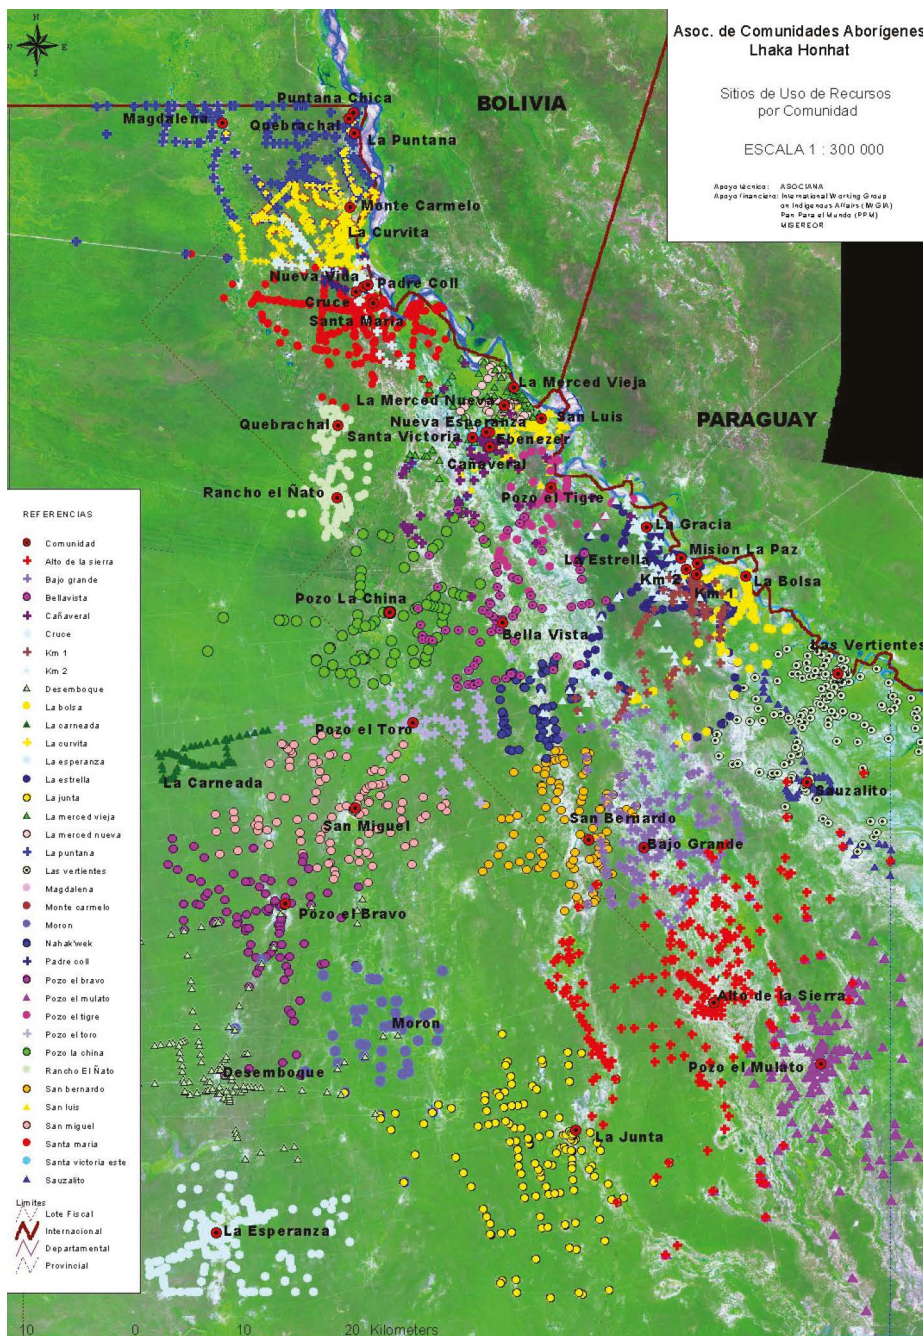 N
W
E
S
Asoc. de Comunidades Aborígenes
Lhaka Honhat
Sitios de Uso de Recursos
por Comunidad
ESCALA 1 : 300 000
Apoyo técnico: ASOCIANA
Apoyo financiero: International Working Group
on Indigenous Affairs (IWGIA)
Pan Para el Mundo (PPM)
MISEREOR
BOLIVIA
PARAGUAY
Puntana Chica
Magdalena
Quebrachal
La Puntana
Monte Carmelo
La Curvita
Nueva Vida
Padre Coll
Cruce
Santa Maria
La Merced Vieja
La Merced Nueva
San Luis
Quebrachal
Nueva Esperanza
Santa Victoria
Ebenezer
Cañaveral
Rancho el Ñato
Pozo el Tigre
La Gracia
La Estrella
Mision La Paz
Km 2
Km 1
La Bolsa
Pozo La China
Bella Vista
Las Vertientes
Pozo el Toro
La Carneada
Sauzalito
San Miguel
San Bernardo
Bajo Grande
Pozo el Bravo
Alto de la Sierra
Moron
Pozo el Mulato
Desemboque
La Junta
La Esperanza
REFERENCIAS
Comunidad
Alto de la sierra
Bajo grande
Bellavista
Cañaveral
Cruce
Km 1
Km 2
Desemboque
La bolsa
La carneada
La curvita
La esperanza
La estrella
La junta
La merced vieja
La merced nueva
La puntana
Las vertientes
Magdalena
Monte carmelo
Moron
Nahak'wek
Padre coll
Pozo el bravo
Pozo el mulato
Pozo el tigre
Pozo el toro
Pozo la china
Rancho El Ñato
San bernardo
San luis
San miguel
Santa maria
Santa victoria este
Sauzalito
Limites
Lote Fiscal
Internacional
Departamental
Provincial
10 0 10 20 Kilometers